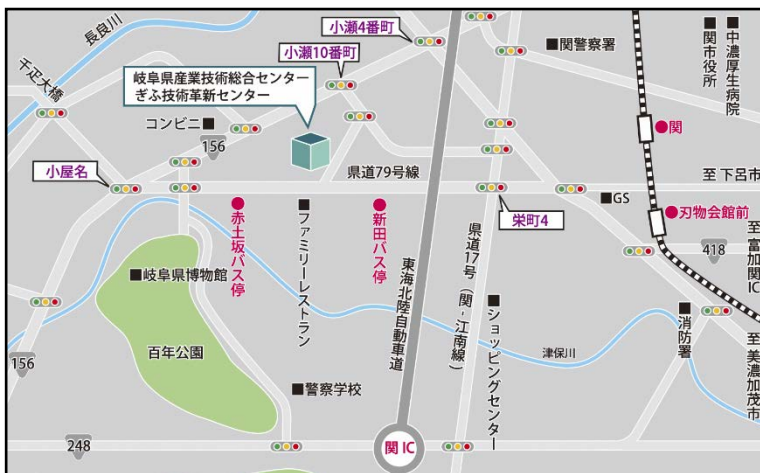 長良川
千疋大橋
小瀬4番町
小瀬10番町
岐阜県産業技術総合センター
ぎふ技術革新センター
コンビニ
156
小屋名
県道79号線
関警察署
関市役所
中濃厚生病院
関
至 下呂市
GS
刃物会館前
栄町4
418
至 富加関IC
至 美濃加茂市
赤土坂バス停
ファミリーレストラン
新田バス停
東海北陸自動車道
県道17号(関-江南線)
ショッピングセンター
岐阜県博物館
百年公園
津保川
消防署
156
警察学校
248
関 IC